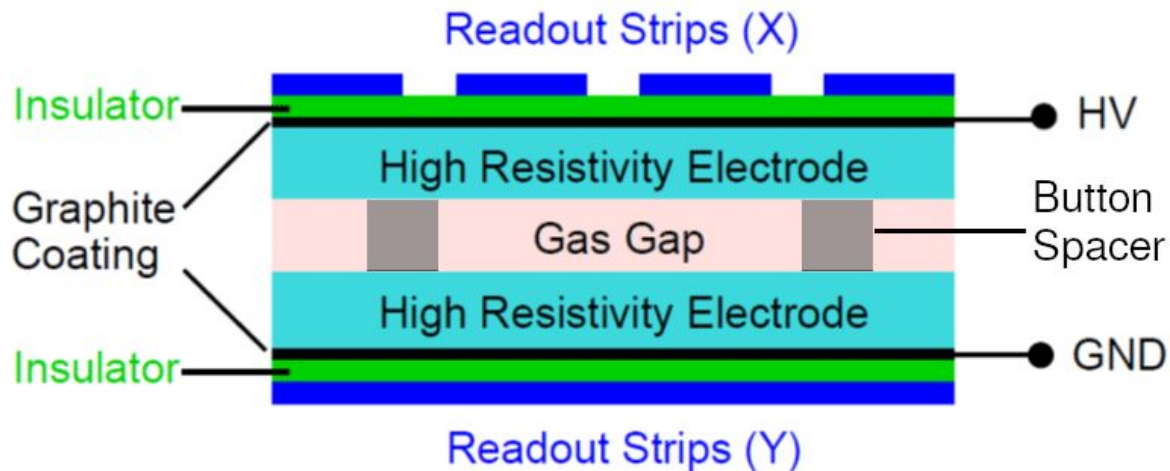 Readout Strips (X)
Insulator
HV
High Resistivity Electrode
Graphite
Coating
Gas Gap
Button
Spacer
High Resistivity Electrode
GND
Insulator
Readout Strips (Y)